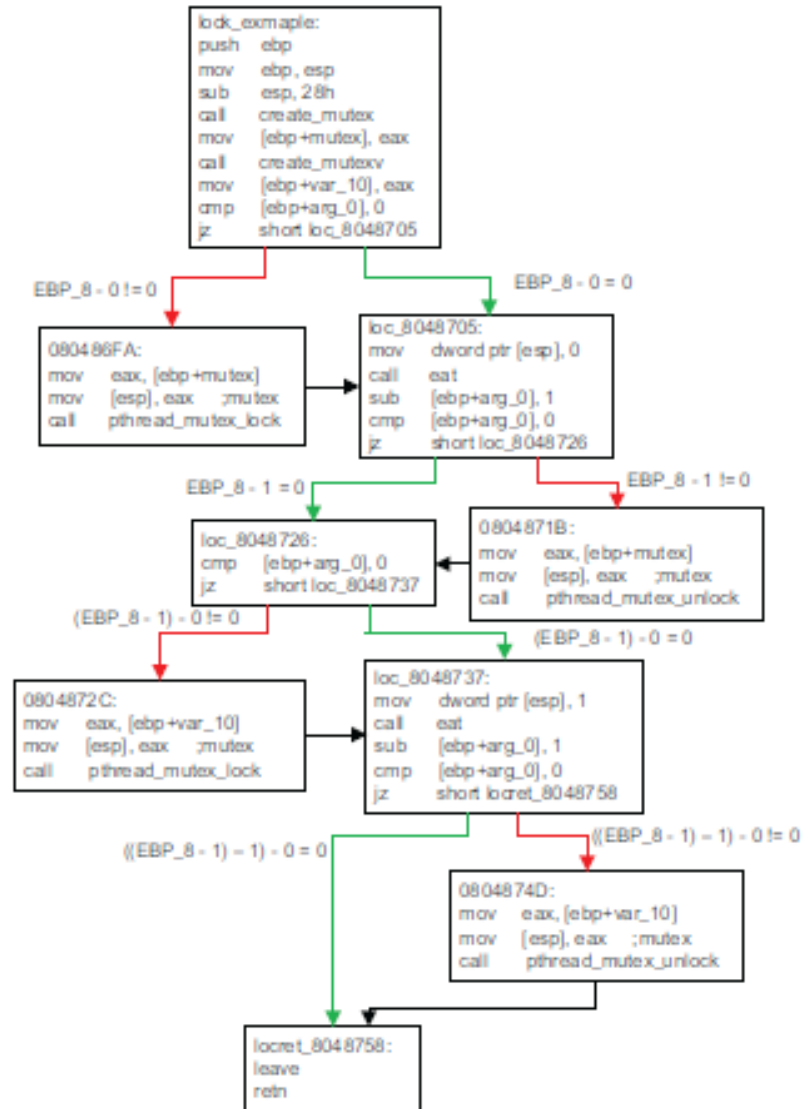 lock_exmaple:
push ebp
mov ebp, esp
sub esp, 28h
call create_mutex
mov [ebp+mutex], eax
call create_mutexv
mov [ebp+var_10], eax
cmp [ebp+arg_0], 0
jz short loc_8048705
EBP_8 - 0 != 0
EBP_8 - 0 = 0
080486FA:
mov eax, [ebp+mutex]
mov [esp], eax ;mutex
call pthread_mutex_lock
loc_8048705:
mov dword ptr [esp], 0
call eat
sub [ebp+arg_0], 1
cmp [ebp+arg_0], 0
jz short loc_8048726
EBP_8 - 1 = 0
EBP_8 - 1 != 0
loc_8048726:
cmp [ebp+arg_0], 0
jz short loc_8048737
0804871B:
mov eax, [ebp+mutex]
mov [esp], eax ;mutex
call pthread_mutex_unlock
(EBP_8 - 1) - 0 != 0
(EBP_8 - 1) - 0 = 0
0804872C:
mov eax, [ebp+var_10]
mov [esp], eax ;mutex
call pthread_mutex_lock
loc_8048737:
mov dword ptr [esp], 1
call eat
sub [ebp+arg_0], 1
cmp [ebp+arg_0], 0
jz short locret_8048758
((EBP_8 - 1) – 1) - 0 = 0
((EBP_8 - 1) – 1) - 0 != 0
0804874D:
mov eax, [ebp+var_10]
mov [esp], eax ;mutex
call pthread_mutex_unlock
locret_8048758:
leave
retn